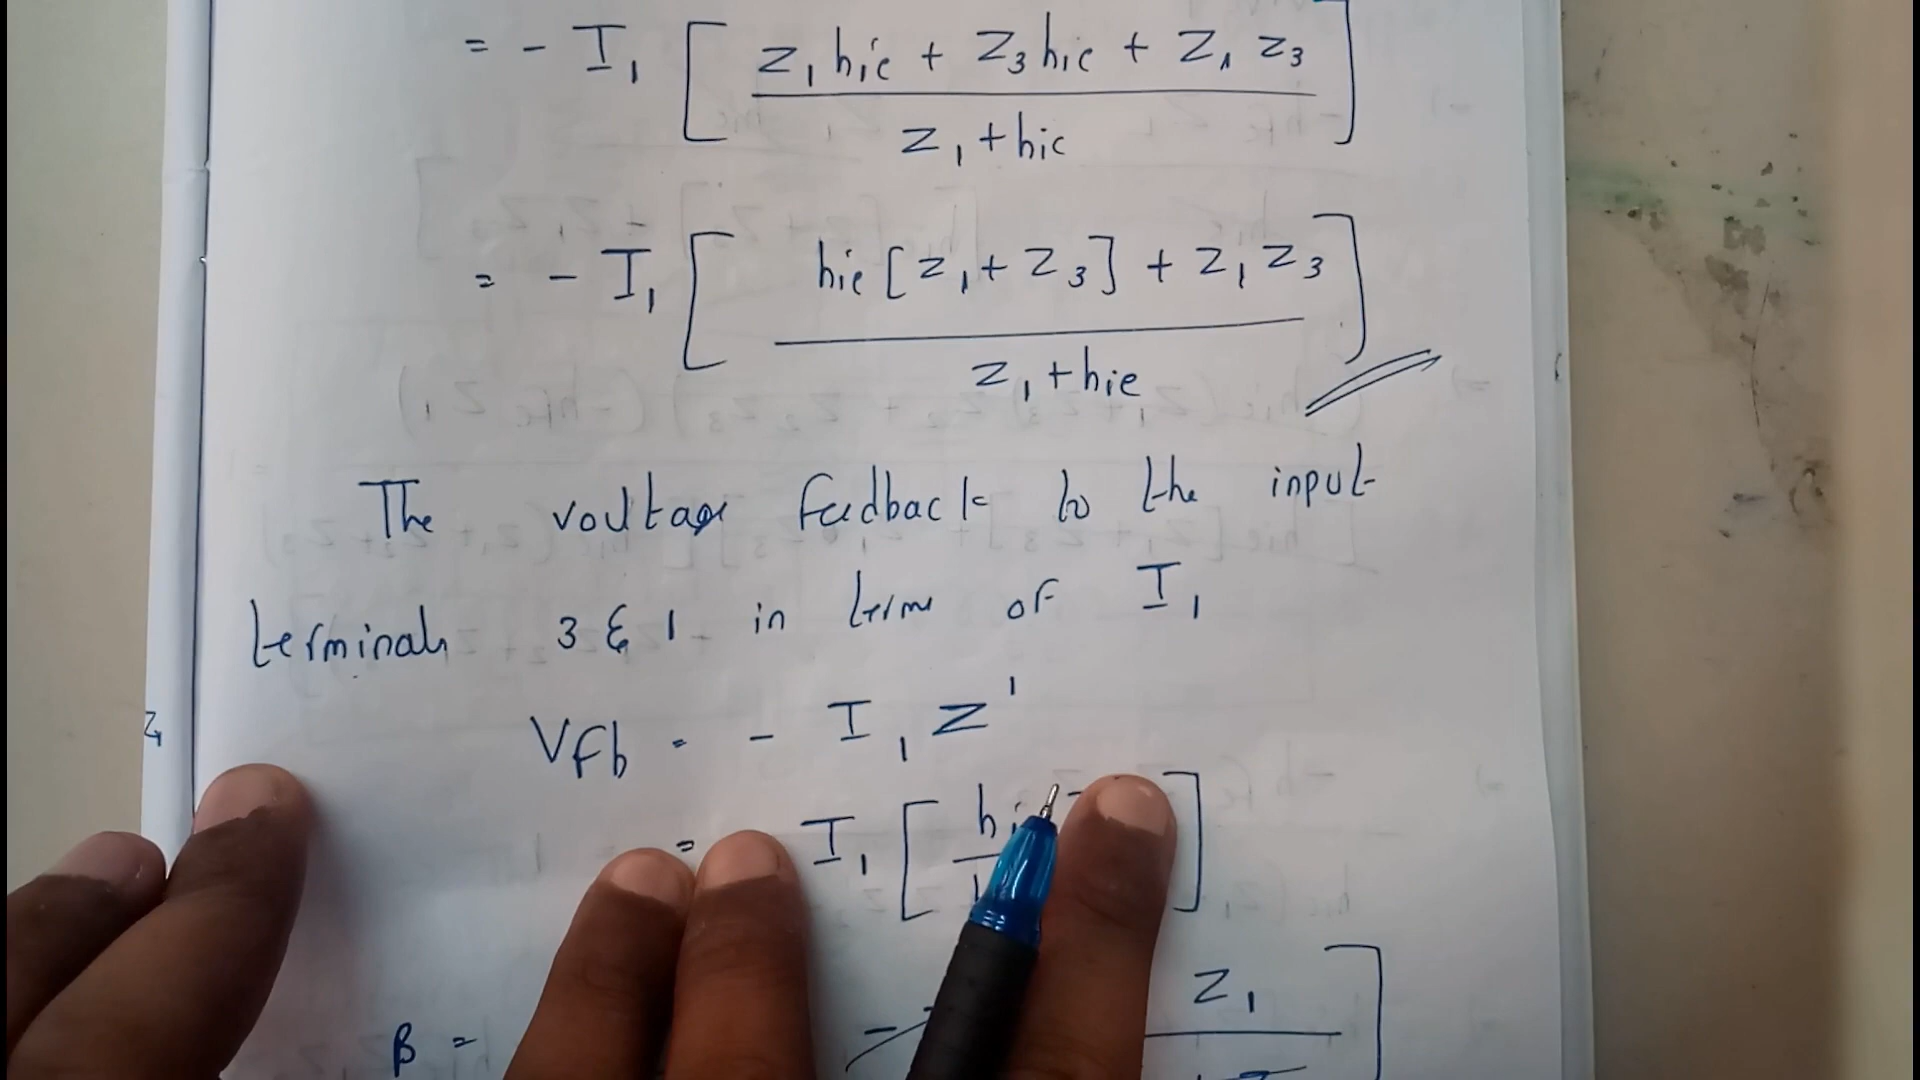 = - I₁ [ (z₁ hie + z₃ hie + z₁ z₃) / (z₁ + hie) ]
= - I₁ [ (hie [z₁ + z₃] + z₁ z₃) / (z₁ + hie) ]
The voltage feedback to the input
terminals 3 & 1 in terms of I₁
Vfb = - I₁ z'
= I₁ [ ]
β = z₁ ]
z₁